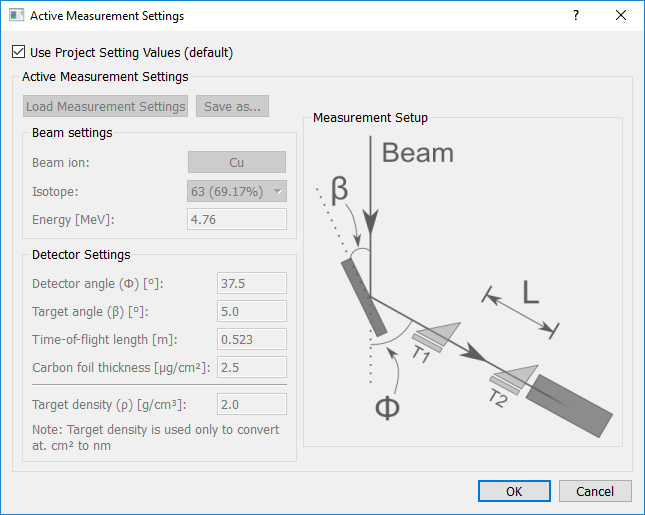 Active Measurement Settings
Use Project Setting Values (default)
Active Measurement Settings
Load Measurement Settings
Save as...
Beam settings
Beam ion:
Cu
Isotope:
63 (69.17%)
Energy [MeV]:
4.76
Detector Settings
Detector angle (Φ) [°]:
37.5
Target angle (β) [°]:
5.0
Time-of-flight length [m]:
0.523
Carbon foil thickness [µg/cm²]:
2.5
Target density (ρ) [g/cm³]:
2.0
Note: Target density is used only to convert
at. cm² to nm
Measurement Setup
Beam
β
L
T1
T2
Φ
OK
Cancel